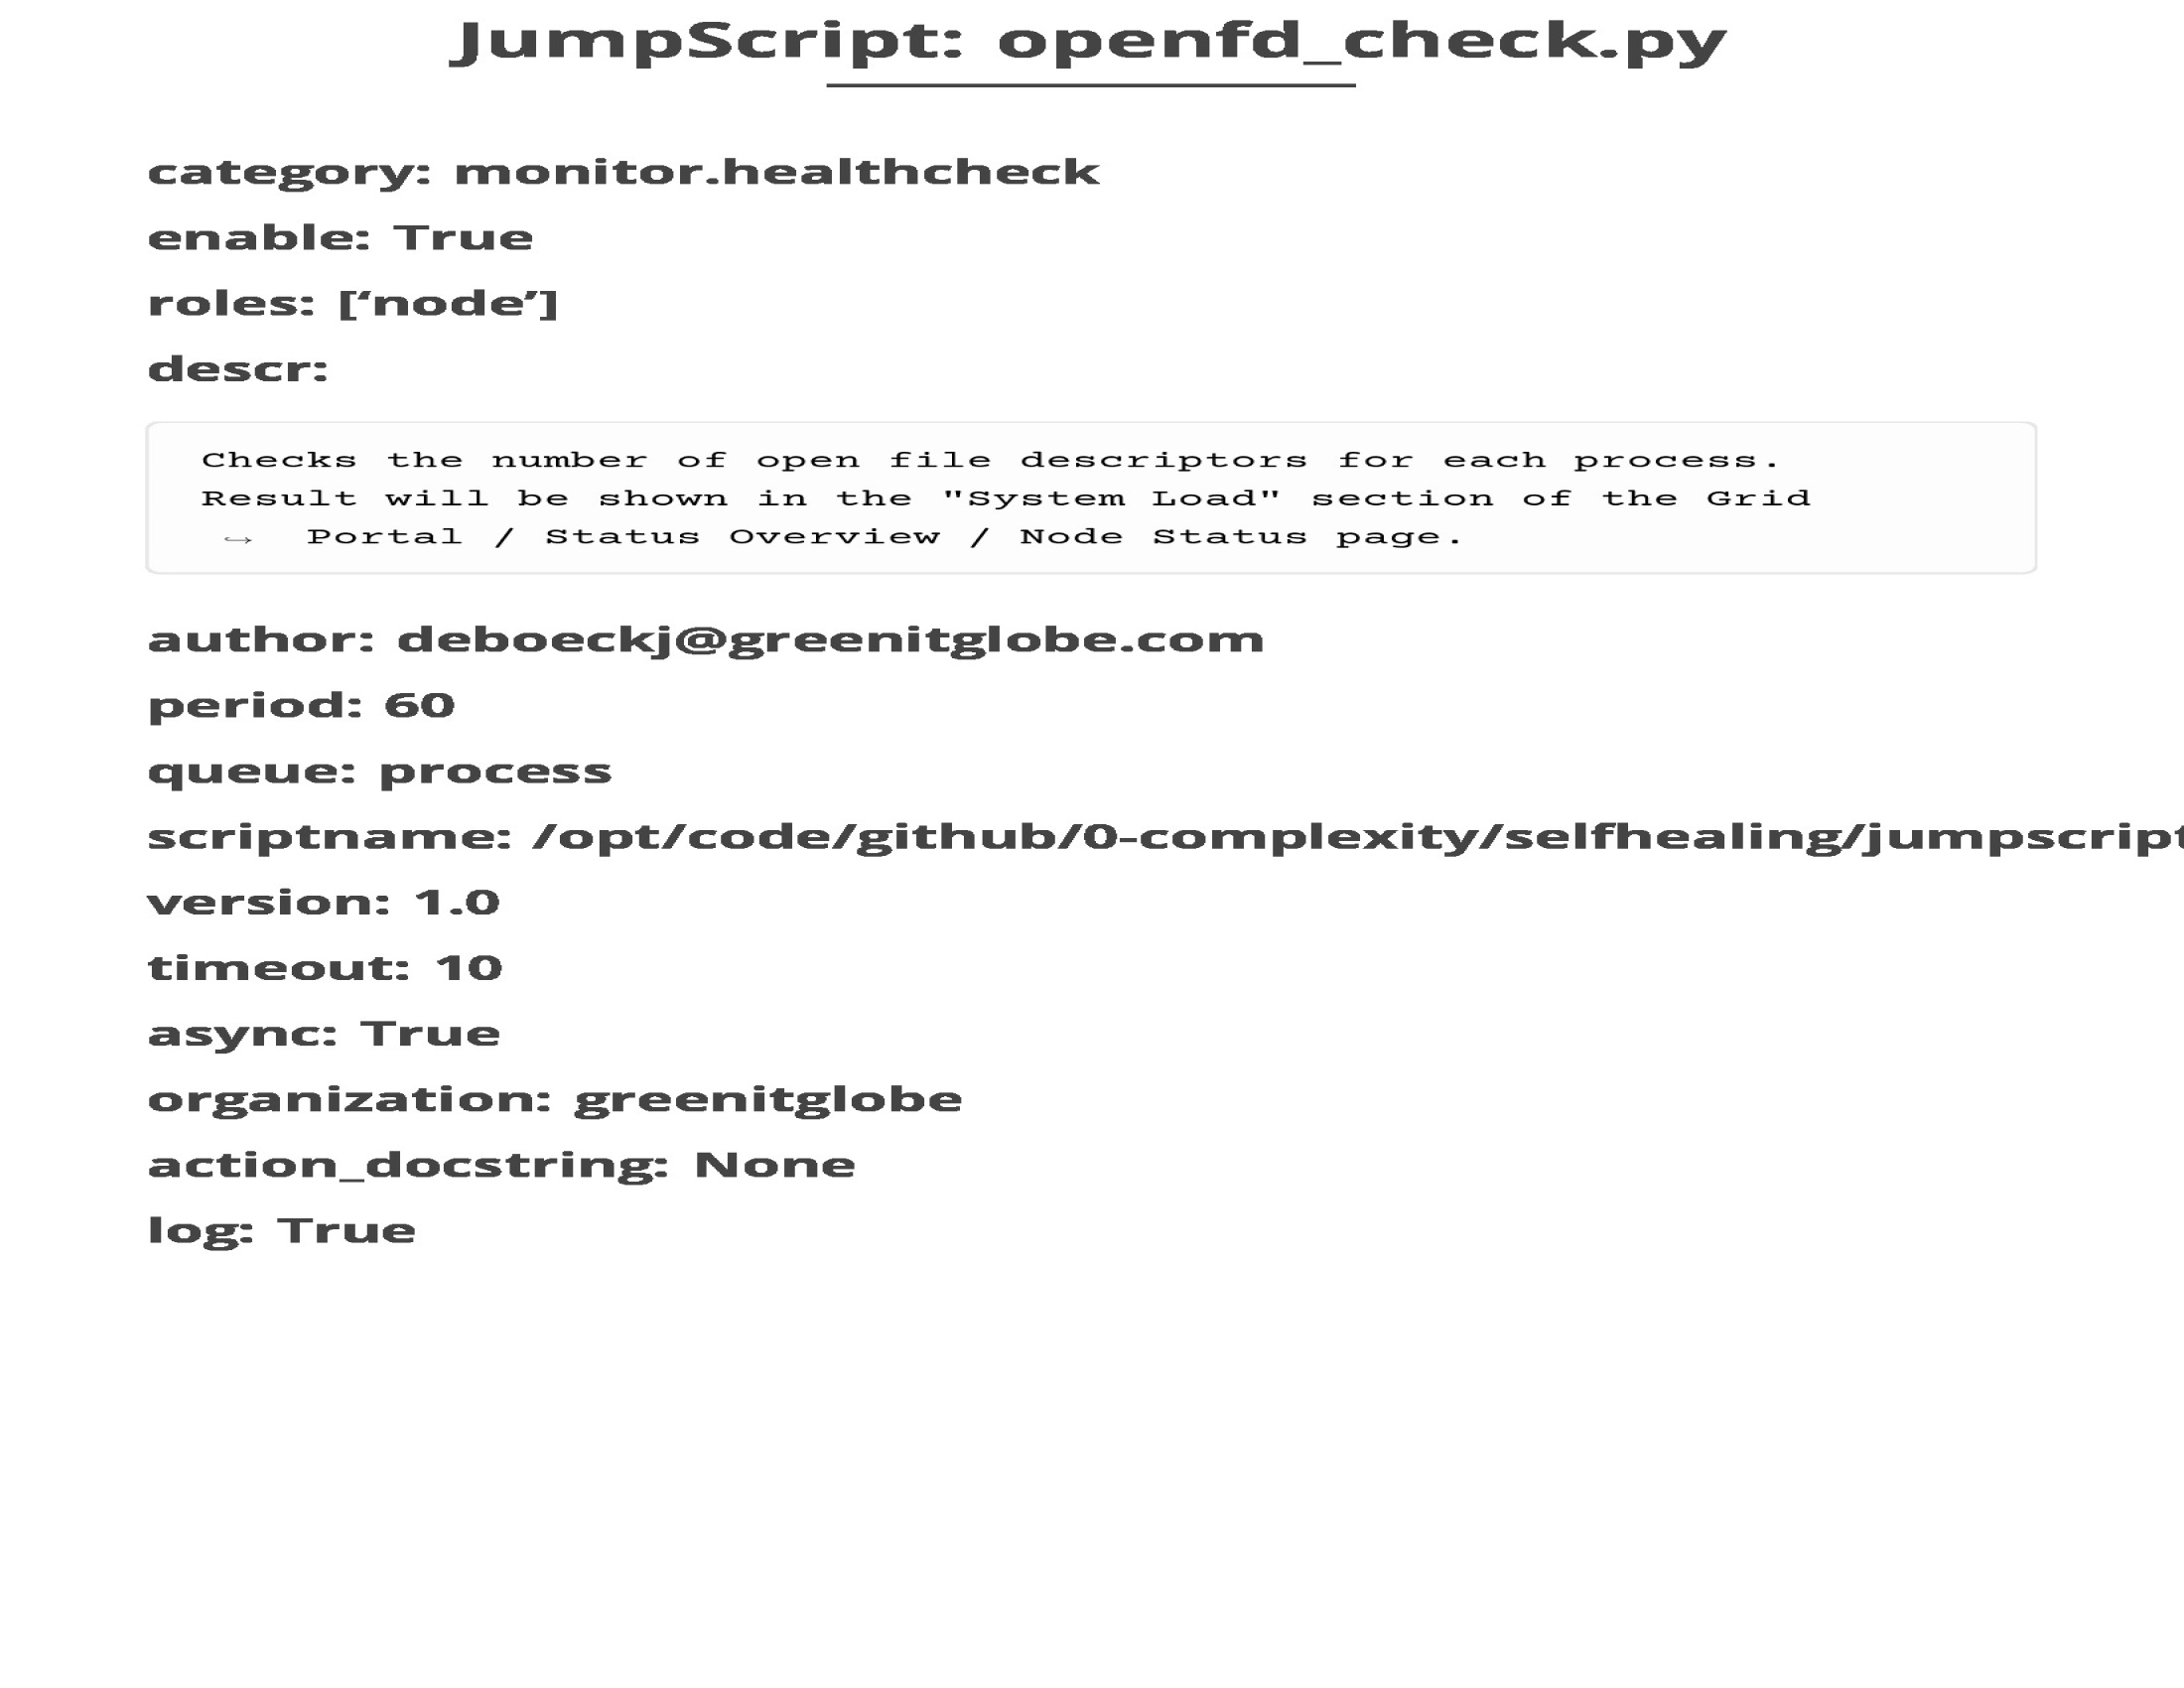 JumpScript: openfd_check.py
category: monitor.healthcheck
enable: True
roles: [‘node’]
descr:
Checks the number of open file descriptors for each process.
Result will be shown in the "System Load" section of the Grid
↪ Portal / Status Overview / Node Status page.
author: deboeckj@greenitglobe.com
period: 60
queue: process
scriptname: /opt/code/github/0-complexity/selfhealing/jumpscript
version: 1.0
timeout: 10
async: True
organization: greenitglobe
action_docstring: None
log: True